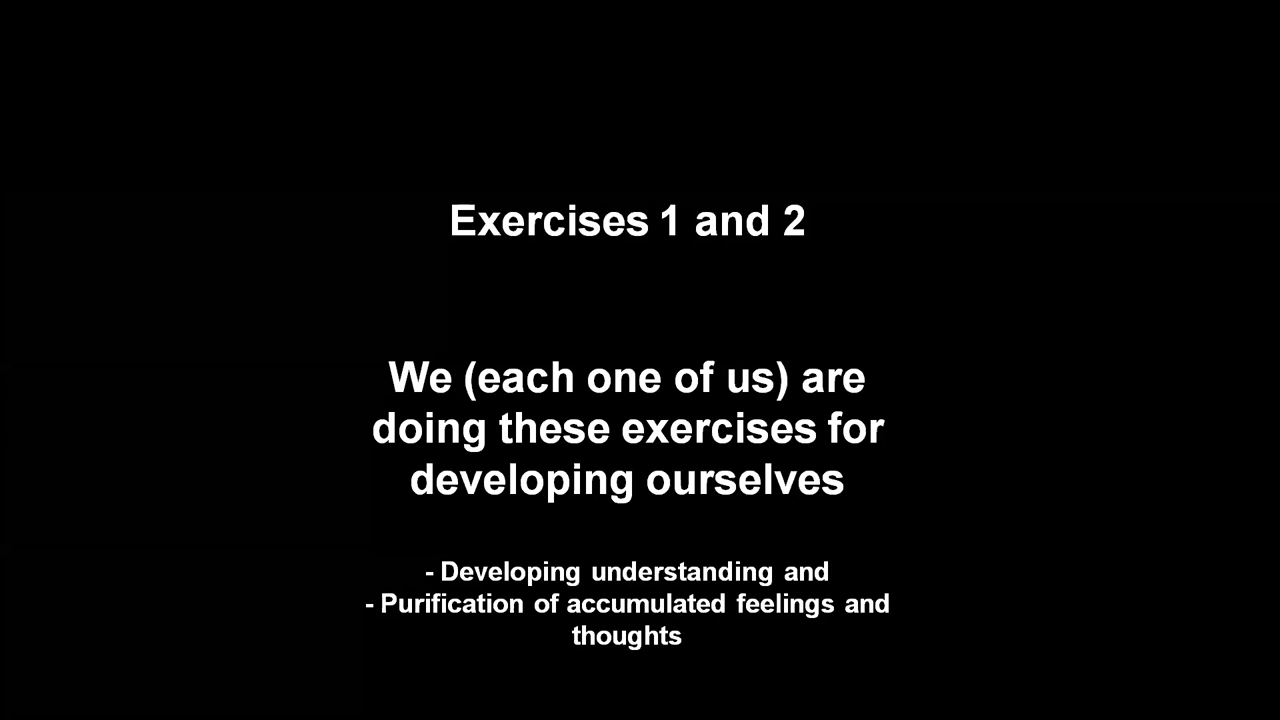 Exercises 1 and 2
We (each one of us) are
doing these exercises for
developing ourselves
- Developing understanding and
- Purification of accumulated feelings and
thoughts